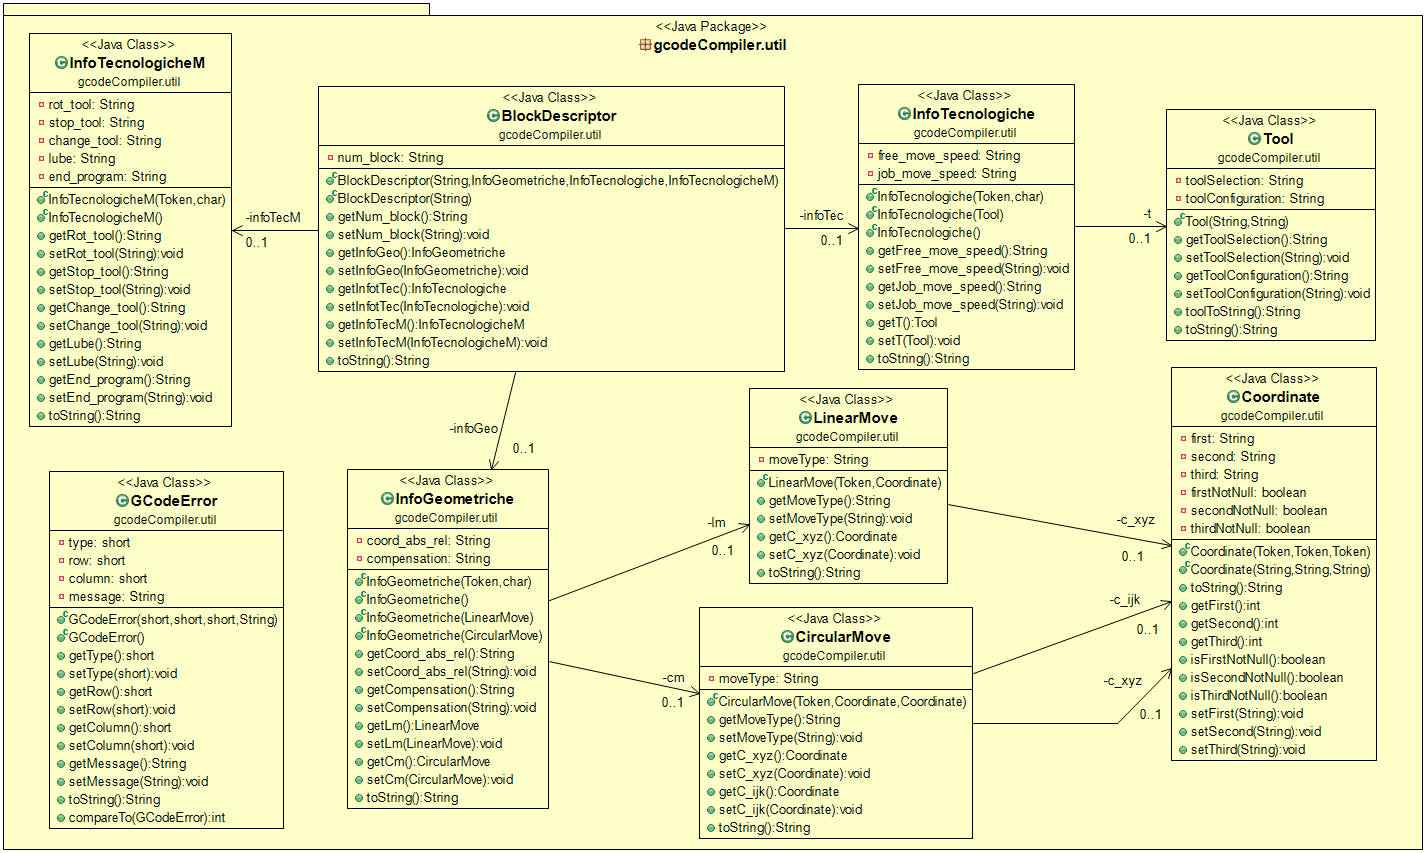 <<Java Package>>
gcodeCompiler.util
<<Java Class>>
InfoTecnologicheM
gcodeCompiler.util
rot_tool: String
stop_tool: String
change_tool: String
lube: String
end_program: String
InfoTecnologicheM(Token,char)
InfoTecnologicheM()
getRot_tool():String
setRot_tool(String):void
getStop_tool():String
setStop_tool(String):void
getChange_tool():String
setChange_tool(String):void
getLube():String
setLube(String):void
getEnd_program():String
setEnd_program(String):void
toString():String
-infoTecM
0..1
<<Java Class>>
BlockDescriptor
gcodeCompiler.util
num_block: String
BlockDescriptor(String,InfoGeometriche,InfoTecnologiche,InfoTecnologicheM)
BlockDescriptor(String)
getNum_block():String
setNum_block(String):void
getInfoGeo():InfoGeometriche
setInfoGeo(InfoGeometriche):void
getInfotTec():InfoTecnologiche
setInfotTec(InfoTecnologiche):void
getInfoTecM():InfoTecnologicheM
setInfoTecM(InfoTecnologicheM):void
toString():String
-infoTec
0..1
<<Java Class>>
InfoTecnologiche
gcodeCompiler.util
free_move_speed: String
job_move_speed: String
InfoTecnologiche(Token,char)
InfoTecnologiche(Tool)
InfoTecnologiche()
getFree_move_speed():String
setFree_move_speed(String):void
getJob_move_speed():String
setJob_move_speed(String):void
getT():Tool
setT(Tool):void
toString():String
-t
0..1
<<Java Class>>
Tool
gcodeCompiler.util
toolSelection: String
toolConfiguration: String
Tool(String,String)
getToolSelection():String
setToolSelection(String):void
getToolConfiguration():String
setToolConfiguration(String):void
toolToString():String
toString():String
-infoGeo
0..1
<<Java Class>>
GCodeError
gcodeCompiler.util
type: short
row: short
column: short
message: String
GCodeError(short,short,short,String)
GCodeError()
getType():short
setType(short):void
getRow():short
setRow(short):void
getColumn():short
setColumn(short):void
getMessage():String
setMessage(String):void
toString():String
compareTo(GCodeError):int
<<Java Class>>
InfoGeometriche
gcodeCompiler.util
coord_abs_rel: String
compensation: String
InfoGeometriche(Token,char)
InfoGeometriche()
InfoGeometriche(LinearMove)
InfoGeometriche(CircularMove)
getCoord_abs_rel():String
setCoord_abs_rel(String):void
getCompensation():String
setCompensation(String):void
getLm():LinearMove
setLm(LinearMove):void
getCm():CircularMove
setCm(CircularMove):void
toString():String
-lm
0..1
-cm
0..1
<<Java Class>>
LinearMove
gcodeCompiler.util
moveType: String
LinearMove(Token,Coordinate)
getMoveType():String
setMoveType(String):void
getC_xyz():Coordinate
setC_xyz(Coordinate):void
toString():String
-c_xyz
0..1
<<Java Class>>
CircularMove
gcodeCompiler.util
moveType: String
CircularMove(Token,Coordinate,Coordinate)
getMoveType():String
setMoveType(String):void
getC_xyz():Coordinate
setC_xyz(Coordinate):void
getC_ijk():Coordinate
setC_ijk(Coordinate):void
toString():String
-c_ijk
0..1
-c_xyz
0..1
<<Java Class>>
Coordinate
gcodeCompiler.util
first: String
second: String
third: String
firstNotNull: boolean
secondNotNull: boolean
thirdNotNull: boolean
Coordinate(Token,Token,Token)
Coordinate(String,String,String)
toString():String
getFirst():int
getSecond():int
getThird():int
isFirstNotNull():boolean
isSecondNotNull():boolean
isThirdNotNull():boolean
setFirst(String):void
setSecond(String):void
setThird(String):void